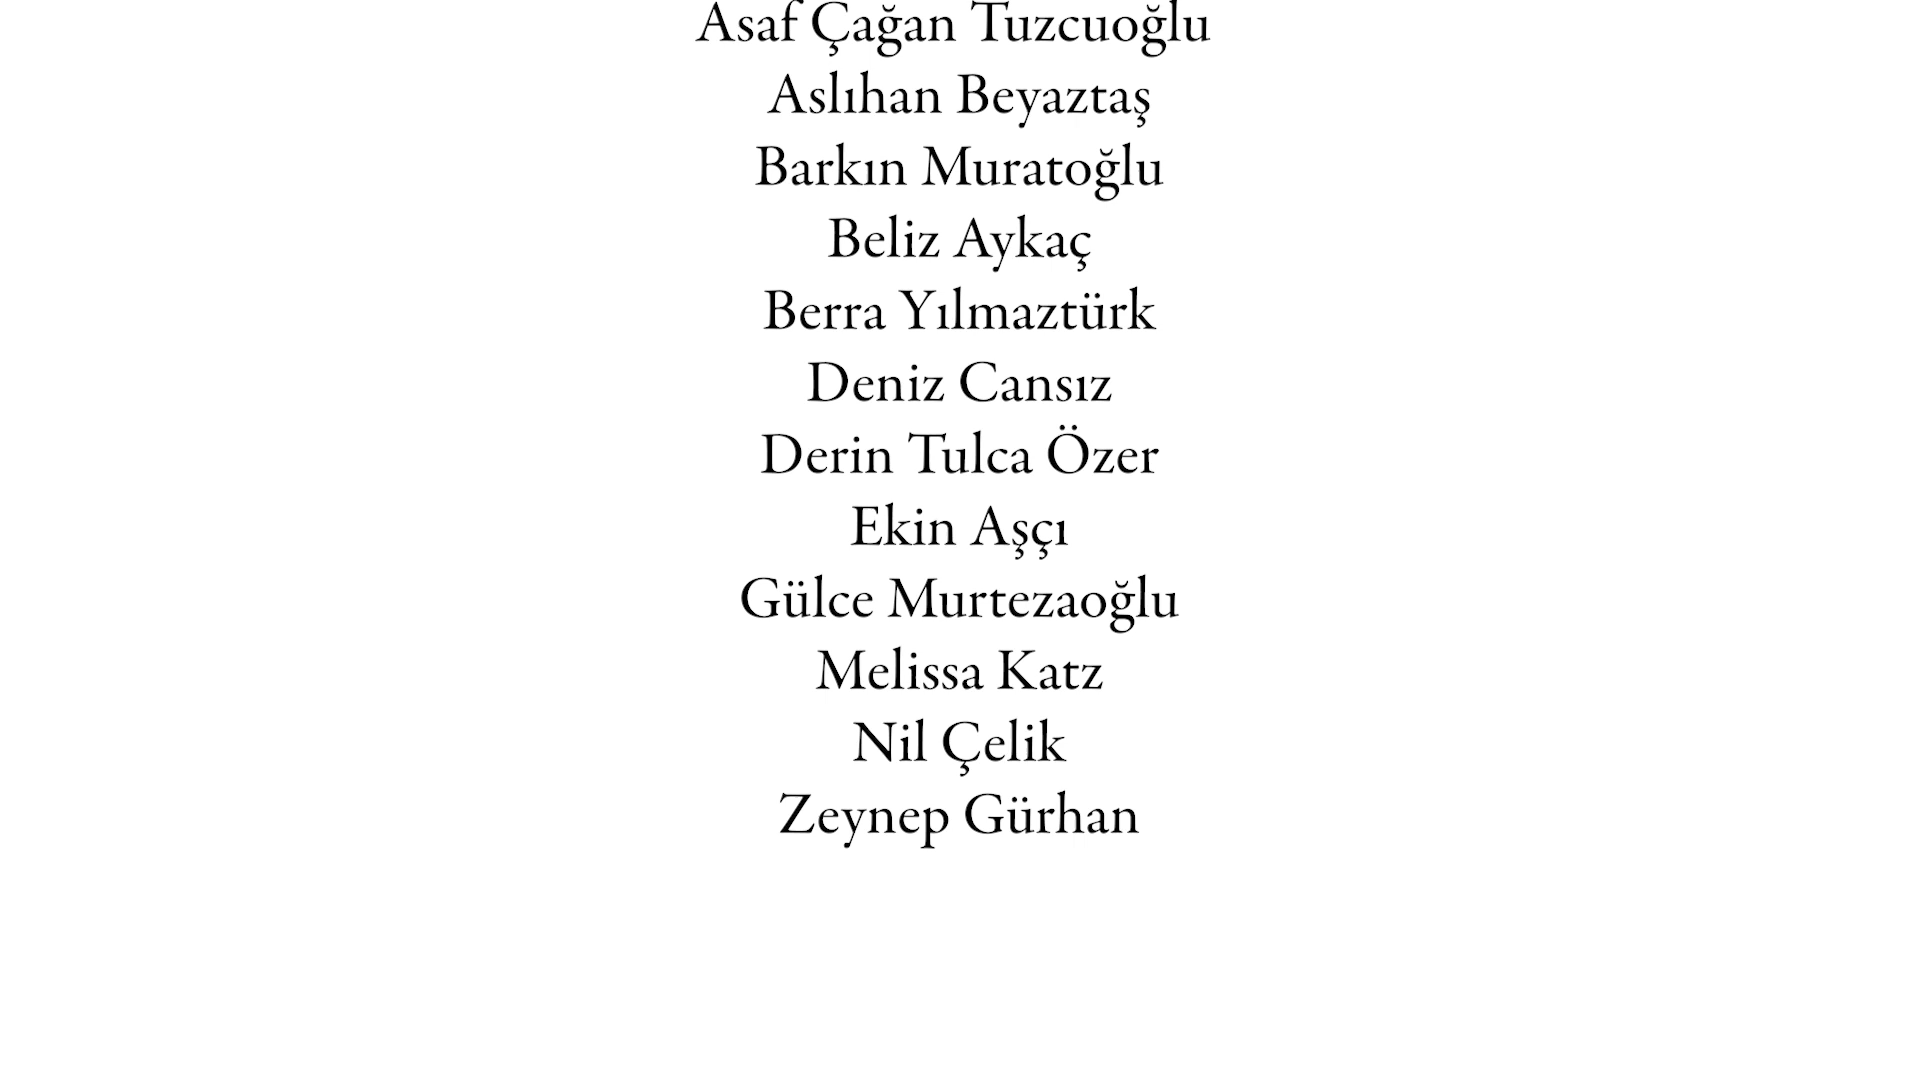 Asaf Çağan Tuzcuoğlu
Aslıhan Beyaztaş
Barkın Muratoğlu
Beliz Aykaç
Berra Yılmaztürk
Deniz Cansız
Derin Tulca Özer
Ekin Aşçı
Gülce Murtezaoğlu
Melissa Katz
Nil Çelik
Zeynep Gürhan